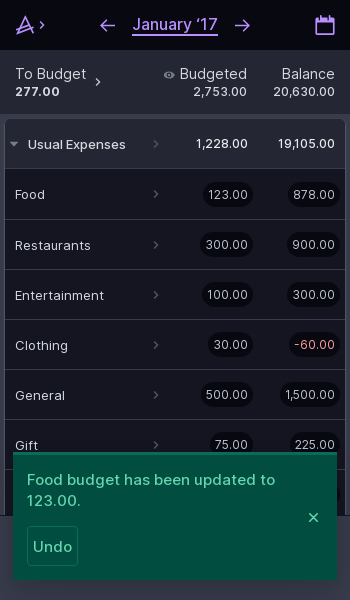 January ‘17
To Budget
277.00
Budgeted
2,753.00
Balance
20,630.00
Usual Expenses 1,228.00 19,105.00
Food 123.00 878.00
Restaurants 300.00 900.00
Entertainment 100.00 300.00
Clothing 30.00 -60.00
General 500.00 1,500.00
Gift 75.00 225.00
Food budget has been updated to
123.00.
Undo